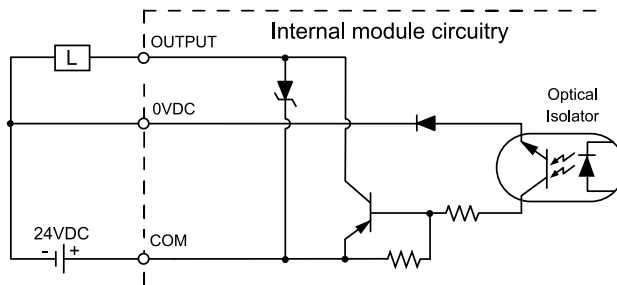 Internal module circuitry
OUTPUT
L
0VDC
Optical
Isolator
24VDC
- +
COM